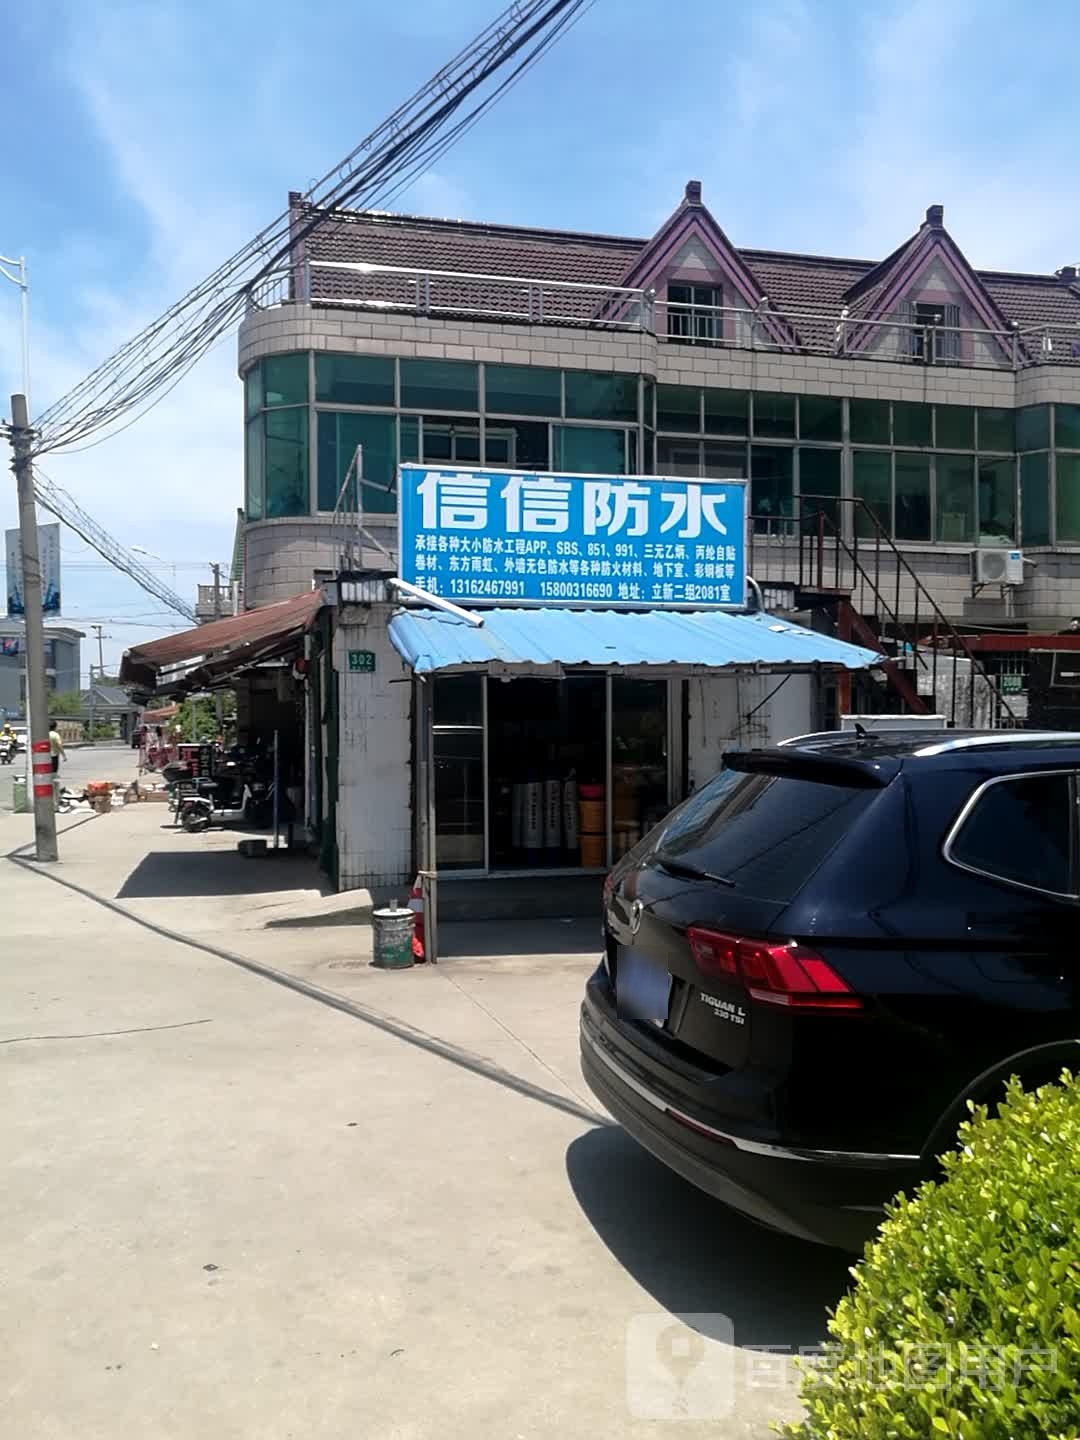 信信防水
承接各种大小防水工程APP、SBS、851、991、三元乙炳、丙纶自贴
卷材、东方雨虹、外墙无色防水等各种防火材料、地下室、彩钢板等
手机：13162467991 15800316690 地址：立新二组2081室
302
2088
TIGUAN L
330 TSI
百度地图用户